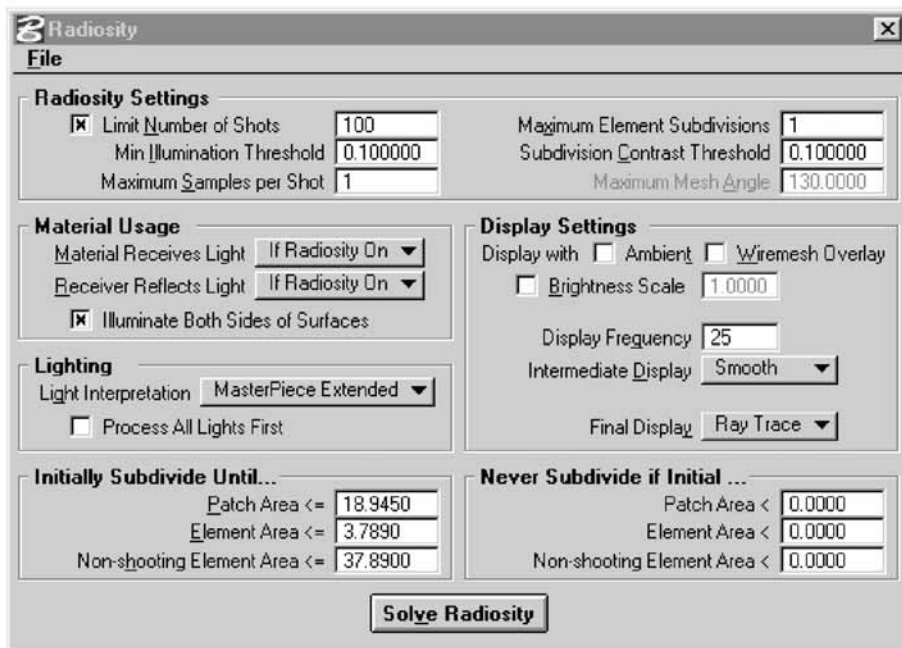 Radiosity
File
Radiosity Settings
Limit Number of Shots 100
Min Illumination Threshold 0.100000
Maximum Samples per Shot 1
Maximum Element Subdivisions 1
Subdivision Contrast Threshold 0.100000
Maximum Mesh Angle 130.0000
Material Usage
Material Receives Light If Radiosity On
Receiver Reflects Light If Radiosity On
Illuminate Both Sides of Surfaces
Display Settings
Display with Ambient Wiremesh Overlay
Brightness Scale 1.0000
Display Frequency 25
Intermediate Display Smooth
Final Display Ray Trace
Lighting
Light Interpretation MasterPiece Extended
Process All Lights First
Initially Subdivide Until...
Patch Area <= 18.9450
Element Area <= 3.7890
Non-shooting Element Area <= 37.8900
Never Subdivide if Initial ...
Patch Area < 0.0000
Element Area < 0.0000
Non-shooting Element Area < 0.0000
Solve Radiosity